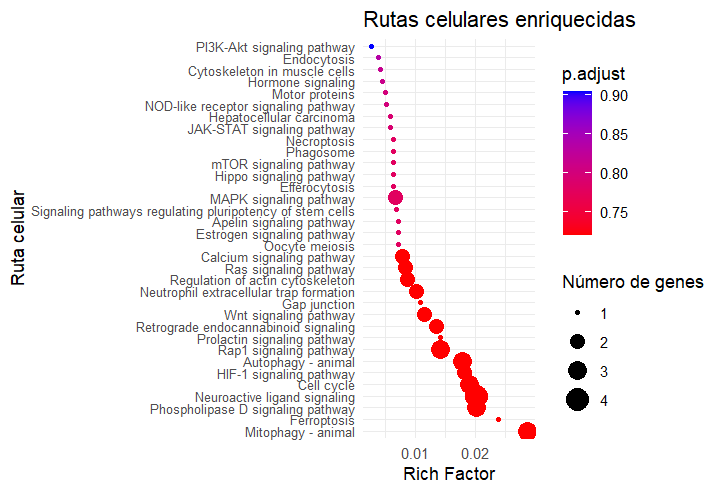 Rutas celulares enriquecidas
Ruta celular
PI3K-Akt signaling pathway
Endocytosis
Cytoskeleton in muscle cells
Hormone signaling
Motor proteins
NOD-like receptor signaling pathway
Hepatocellular carcinoma
JAK-STAT signaling pathway
Necroptosis
Phagosome
mTOR signaling pathway
Hippo signaling pathway
Efferocytosis
MAPK signaling pathway
Signaling pathways regulating pluripotency of stem cells
Apelin signaling pathway
Estrogen signaling pathway
Oocyte meiosis
Calcium signaling pathway
Ras signaling pathway
Regulation of actin cytoskeleton
Neutrophil extracellular trap formation
Gap junction
Wnt signaling pathway
Retrograde endocannabinoid signaling
Prolactin signaling pathway
Rap1 signaling pathway
Autophagy - animal
HIF-1 signaling pathway
Cell cycle
Neuroactive ligand signaling
Phospholipase D signaling pathway
Ferroptosis
Mitophagy - animal
0.01 0.02
Rich Factor
p.adjust
0.90
0.85
0.80
0.75
Número de genes
1
2
3
4